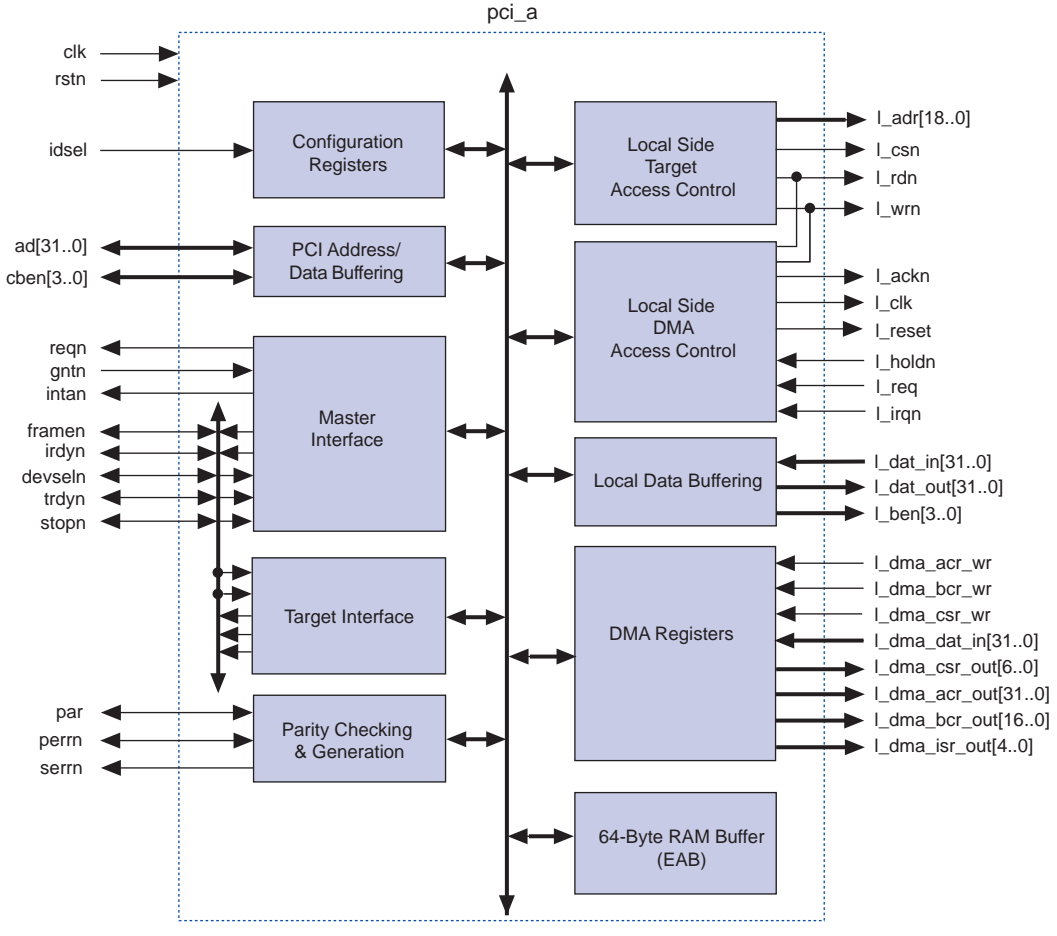 pci_a
clk
rstn
idsel
ad[31..0]
cben[3..0]
reqn
gntn
intan
framen
irdyn
devseln
trdyn
stopn
par
perrn
serrn
Configuration
Registers
PCI Address/
Data Buffering
Master
Interface
Target Interface
Parity Checking
& Generation
Local Side
Target
Access Control
Local Side
DMA
Access Control
Local Data Buffering
DMA Registers
64-Byte RAM Buffer
(EAB)
l_adr[18..0]
l_csn
l_rdn
l_wrn
l_ackn
l_clk
l_reset
l_holdn
l_req
l_irqn
l_dat_in[31..0]
l_dat_out[31..0]
l_ben[3..0]
l_dma_acr_wr
l_dma_bcr_wr
l_dma_csr_wr
l_dma_dat_in[31..0]
l_dma_csr_out[6..0]
l_dma_acr_out[31..0]
l_dma_bcr_out[16..0]
l_dma_isr_out[4..0]